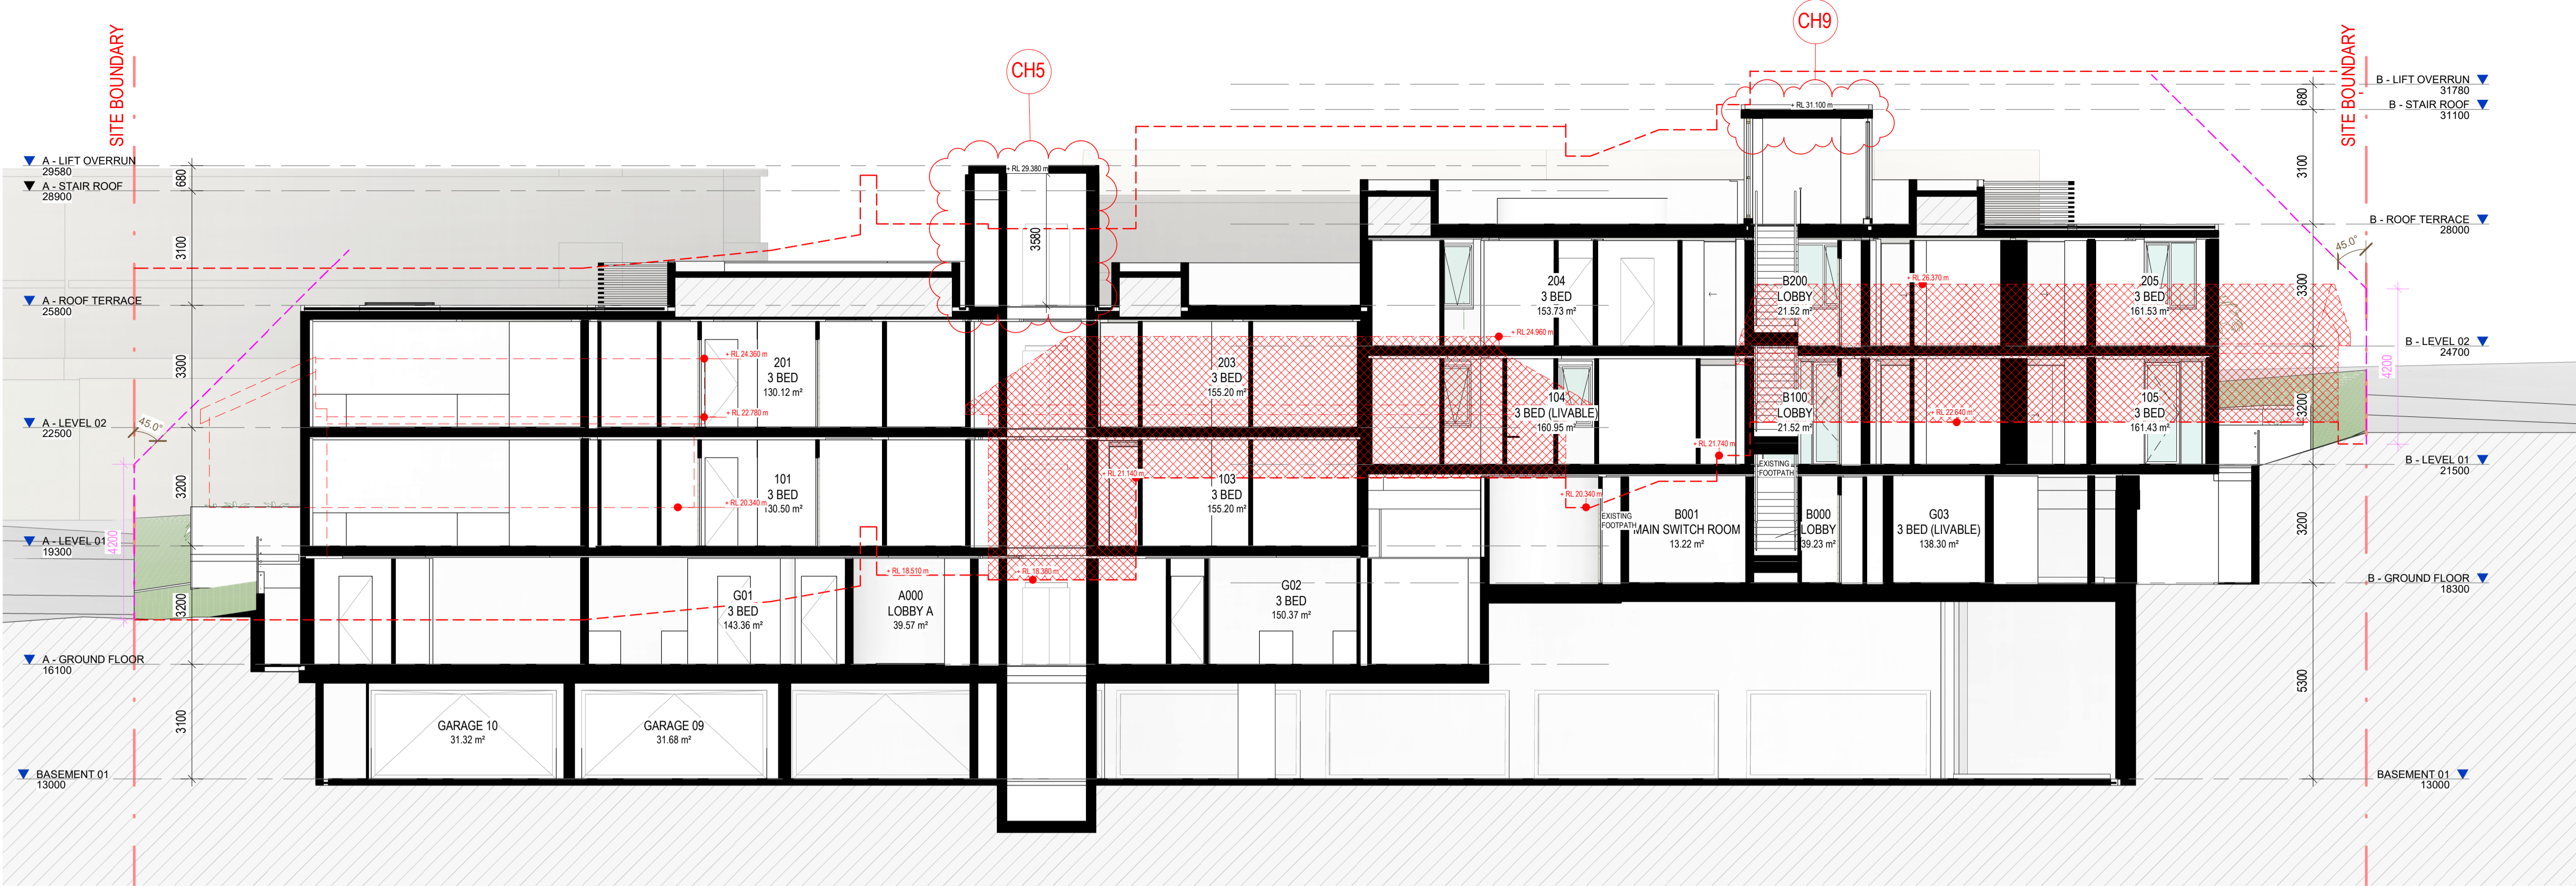 SITE BOUNDARY
CH5
CH9
SITE BOUNDARY
A - LIFT OVERRUN
29580
A - STAIR ROOF
28900
A - ROOF TERRACE
25800
A - LEVEL 02
22500
A - LEVEL 01
19300
A - GROUND FLOOR
16100
BASEMENT 01
13000
680
3100
3300
3200
3200
3100
45.0°
4200
+ RL 29.380 m
3580
+ RL 31.100 m
+ RL 24.360 m
+ RL 22.780 m
+ RL 20.340 m
+ RL 18.510 m
+ RL 18.380 m
+ RL 21.140 m
+ RL 24.960 m
+ RL 20.340 m
+ RL 21.740 m
+ RL 26.370 m
+ RL 22.640 m
201
3 BED
130.12 m²
203
3 BED
155.20 m²
204
3 BED
153.73 m²
B200
LOBBY
21.52 m²
205
3 BED
161.53 m²
101
3 BED
130.50 m²
103
3 BED
155.20 m²
104
3 BED (LIVABLE)
160.95 m²
B100
LOBBY
21.52 m²
105
3 BED
161.43 m²
EXISTING
FOOTPATH
EXISTING
FOOTPATH
G01
3 BED
143.36 m²
A000
LOBBY A
39.57 m²
G02
3 BED
150.37 m²
B001
MAIN SWITCH ROOM
13.22 m²
B000
LOBBY
39.23 m²
G03
3 BED (LIVABLE)
138.30 m²
GARAGE 10
31.32 m²
GARAGE 09
31.68 m²
680
3100
3300
3200
3200
5300
45.0°
4200
B - LIFT OVERRUN
31780
B - STAIR ROOF
31100
B - ROOF TERRACE
28000
B - LEVEL 02
24700
B - LEVEL 01
21500
B - GROUND FLOOR
18300
BASEMENT 01
13000